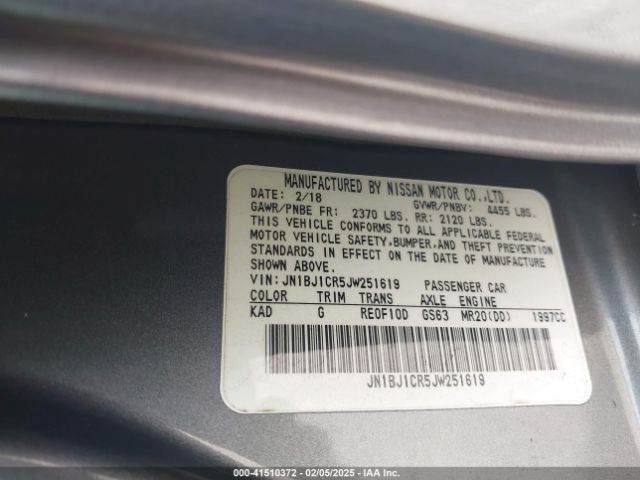 MANUFACTURED BY NISSAN MOTOR CO.,LTD.
DATE: 2/18 GVWR/PNBV: 4455 LBS.
GAWR/PNBE FR: 2370 LBS. RR: 2120 LBS.
THIS VEHICLE CONFORMS TO ALL APPLICABLE FEDERAL
MOTOR VEHICLE SAFETY,BUMPER,AND THEFT PREVENTION
STANDARDS IN EFFECT ON THE DATE OF MANUFACTURE
SHOWN ABOVE.
VIN: JN1BJ1CR5JW251619 PASSENGER CAR
COLOR TRIM TRANS AXLE ENGINE
KAD G RE0F10D GS63 MR20(DD) 1997CC
JN1BJ1CR5JW251619
000-41510372 - 02/05/2025 - IAA Inc.